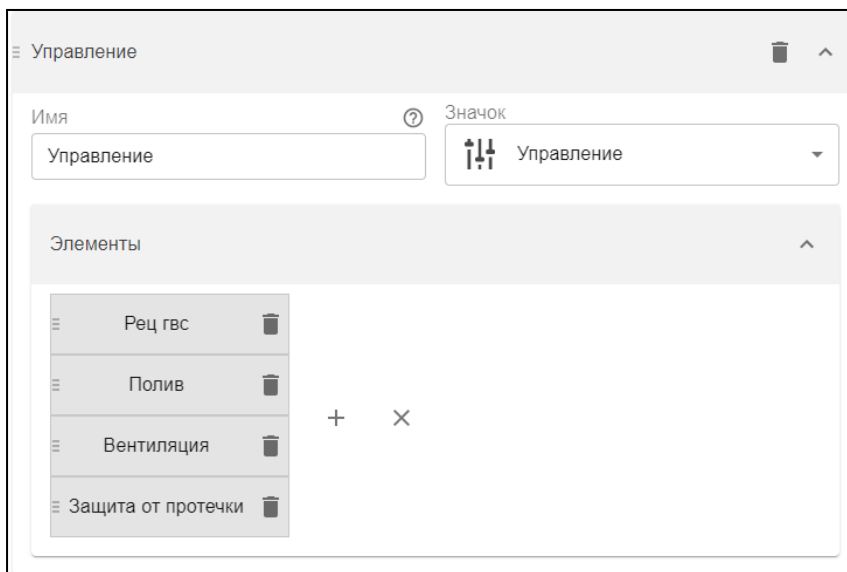 Управление
Имя
Значок
Управление
Управление
Элементы
Рец гвс
Полив
Вентиляция
Защита от протечки